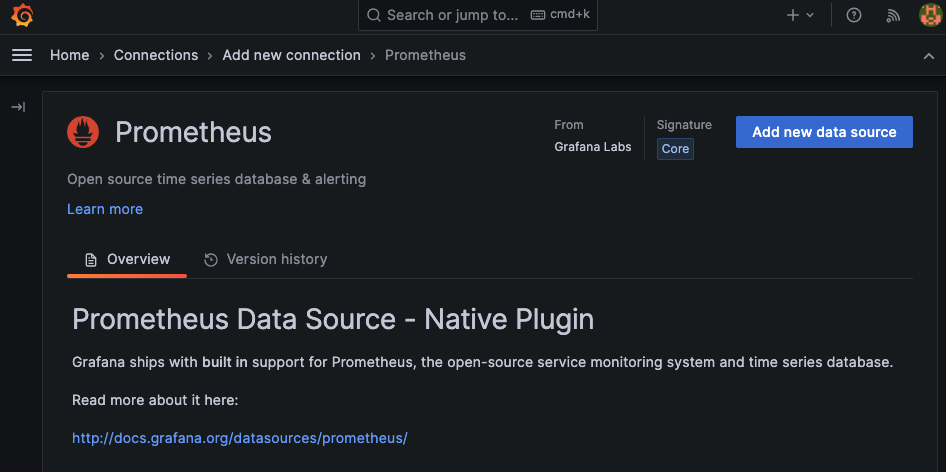 Search or jump to... cmd+k
Home > Connections > Add new connection > Prometheus
Prometheus
From
Grafana Labs
Signature
Core
Add new data source
Open source time series database & alerting
Learn more
Overview
Version history
Prometheus Data Source - Native Plugin
Grafana ships with built in support for Prometheus, the open-source service monitoring system and time series database.
Read more about it here:
http://docs.grafana.org/datasources/prometheus/